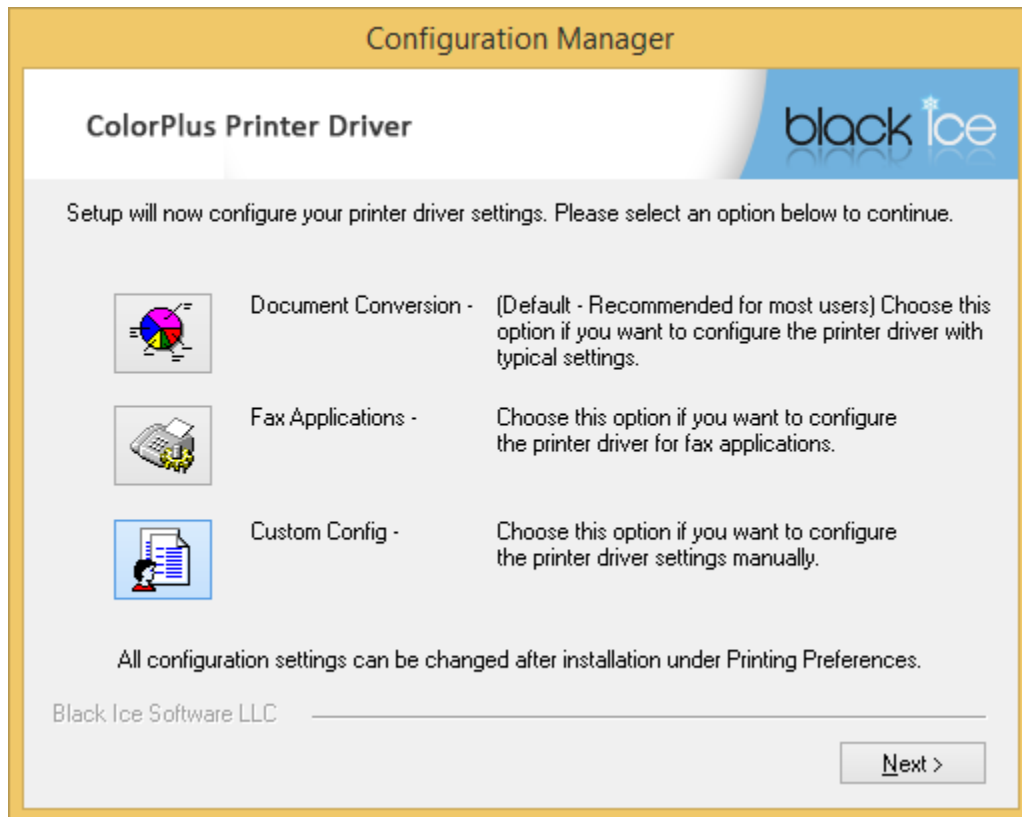 Configuration Manager
ColorPlus Printer Driver
black ice
Setup will now configure your printer driver settings. Please select an option below to continue.
Document Conversion - (Default - Recommended for most users) Choose this
option if you want to configure the printer driver with
typical settings.
Fax Applications - Choose this option if you want to configure
the printer driver for fax applications.
Custom Config - Choose this option if you want to configure
the printer driver settings manually.
All configuration settings can be changed after installation under Printing Preferences.
Black Ice Software LLC
Next >